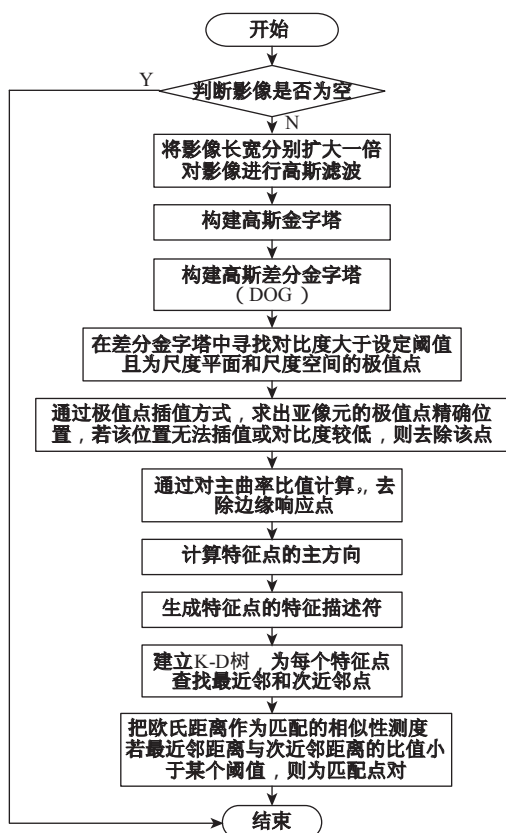 开始
Y
判断影像是否为空
N
将影像长宽分别扩大一倍
对影像进行高斯滤波
构建高斯金字塔
构建高斯差分金字塔
（DOG）
在差分金字塔中寻找对比度大于设定阈值
且为尺度平面和尺度空间的极值点
通过极值点插值方式，求出亚像元的极值点精确位
置，若该位置无法插值或对比度较低，则去除该点
通过对主曲率比值计算。，去
除边缘响应点
计算特征点的主方向
生成特征点的特征描述符
建立K-D树，为每个特征点
查找最近邻和次近邻点
把欧氏距离作为匹配的相似性测度
若最近邻距离与次近邻距离的比值小
于某个阈值，则为匹配点对
结束